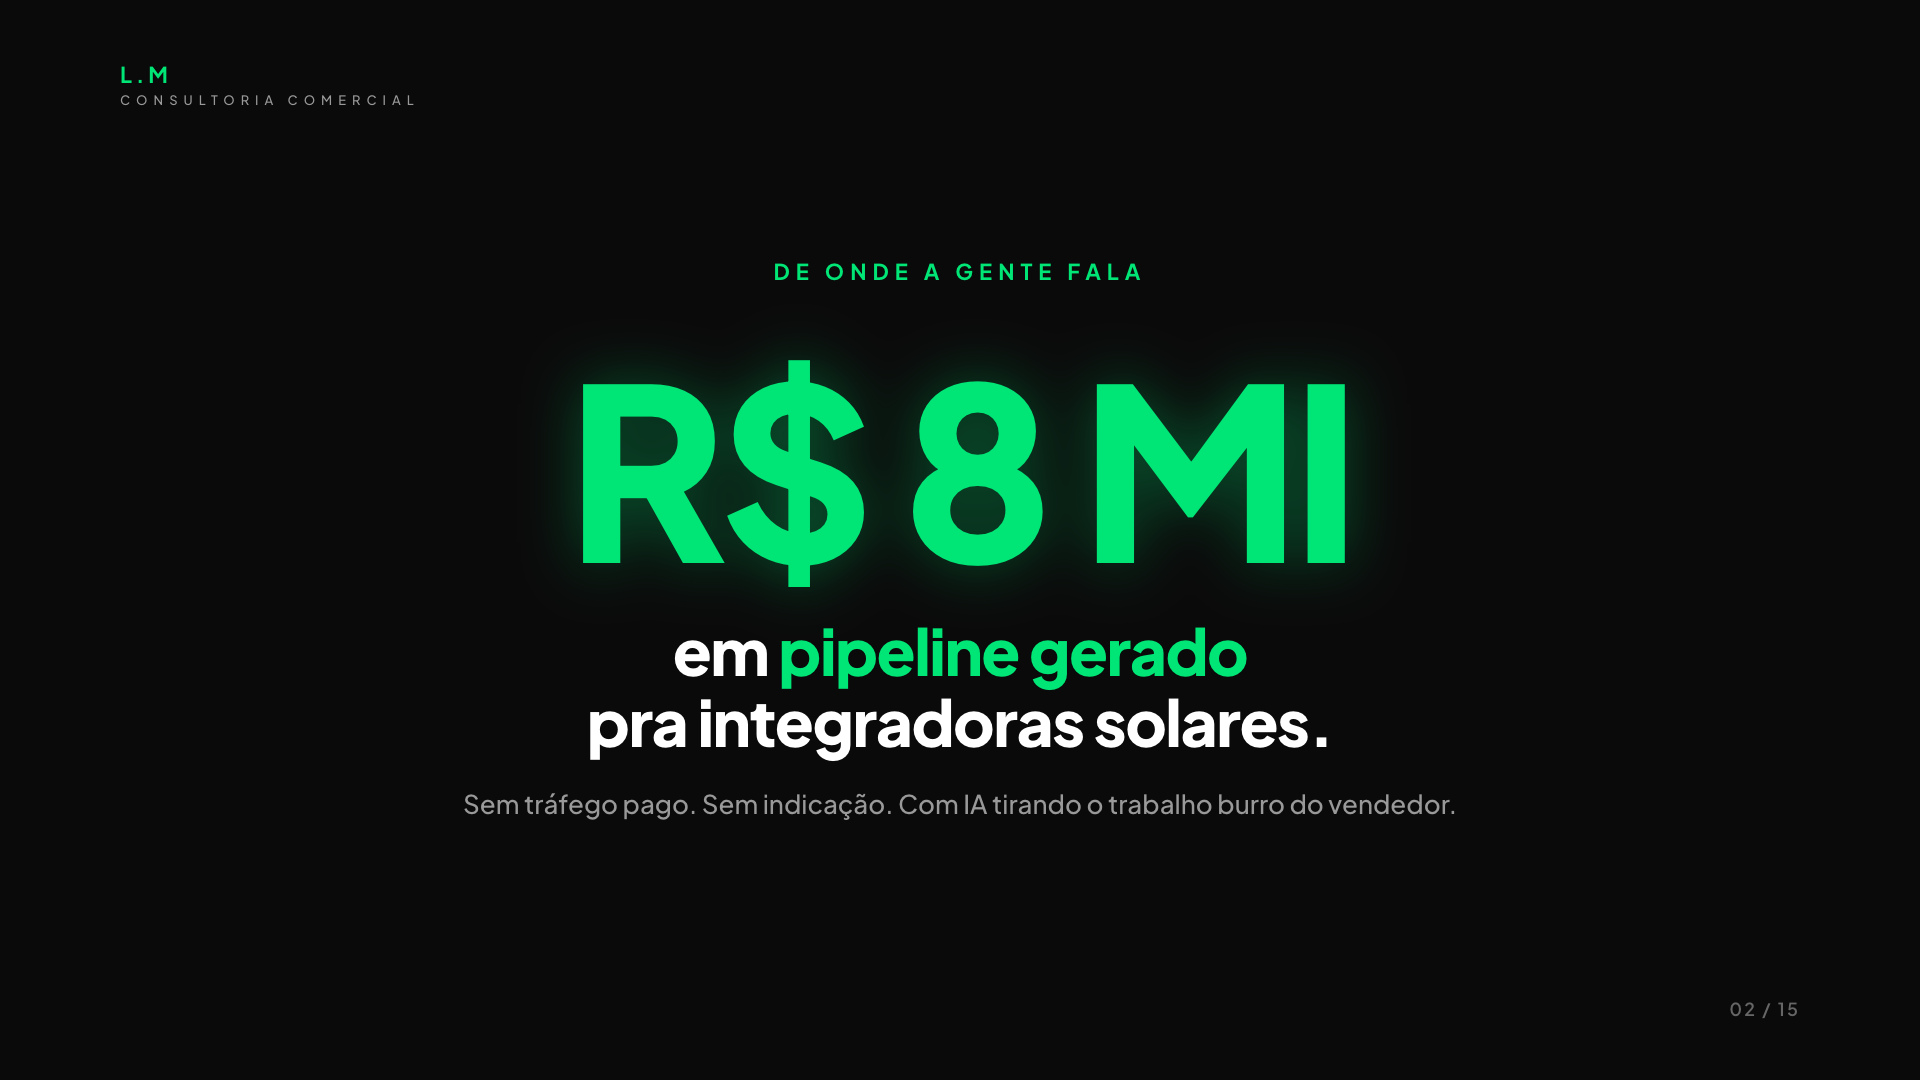 L.M
CONSULTORIA COMERCIAL
DE ONDE A GENTE FALA
R$ 8 MI
em pipeline gerado
pra integradoras solares.
Sem tráfego pago. Sem indicação. Com IA tirando o trabalho burro do vendedor.
02 / 15